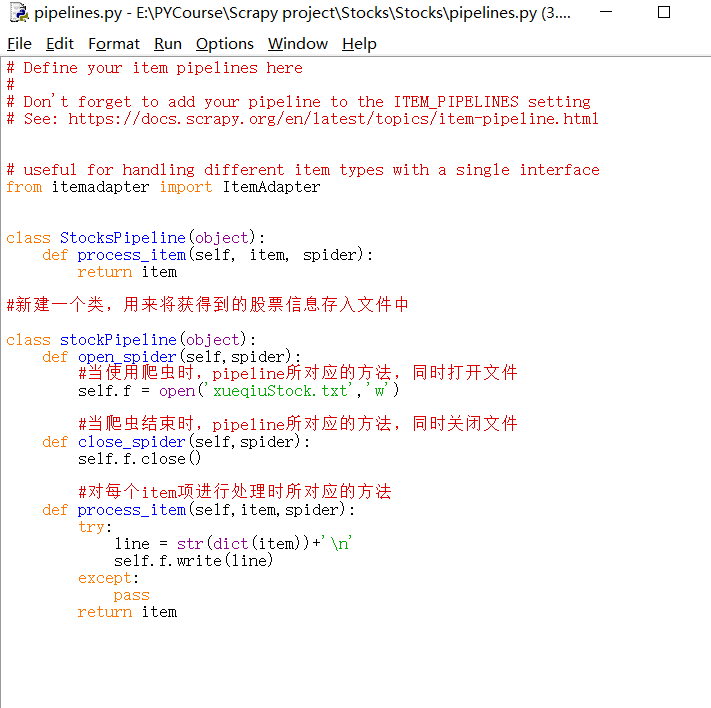 pipelines.py - E:\PYCourse\Scrapy project\Stocks\Stocks\pipelines.py (3....
File Edit Format Run Options Window Help
# Define your item pipelines here
#
# Don't forget to add your pipeline to the ITEM_PIPELINES setting
# See: https://docs.scrapy.org/en/latest/topics/item-pipeline.html
# useful for handling different item types with a single interface
from itemadapter import ItemAdapter
class StocksPipeline(object):
    def process_item(self, item, spider):
        return item
#新建一个类，用来将获得到的股票信息存入文件中
class stockPipeline(object):
    def open_spider(self,spider):
        #当使用爬虫时，pipeline所对应的方法，同时打开文件
        self.f = open('xueqiuStock.txt','w')
        #当爬虫结束时，pipeline所对应的方法，同时关闭文件
    def close_spider(self,spider):
        self.f.close()
        #对每个item项进行处理时所对应的方法
    def process_item(self,item,spider):
        try:
            line = str(dict(item))+'\n'
            self.f.write(line)
        except:
            pass
        return item